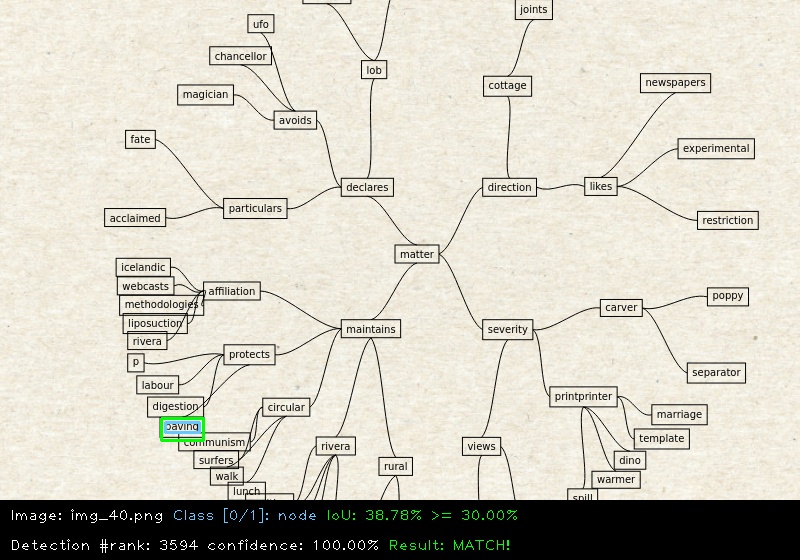 joints
ufo
chancellor
lob
cottage
newspapers
magician
avoids
fate
experimental
declares
direction
likes
particulars
acclaimed
restriction
matter
icelandic
webcasts
affiliation
methodologies
poppy
carver
liposuction
maintains
severity
rivera
protects
p
separator
labour
printprinter
digestion
circular
marriage
paving
template
communism
rivera
views
surfers
dino
rural
walk
warmer
lunch
spill
Image: img_40.png Class [0/1]: node IoU: 38.78% >= 30.00%
Detection #rank: 3594 confidence: 100.00% Result: MATCH!